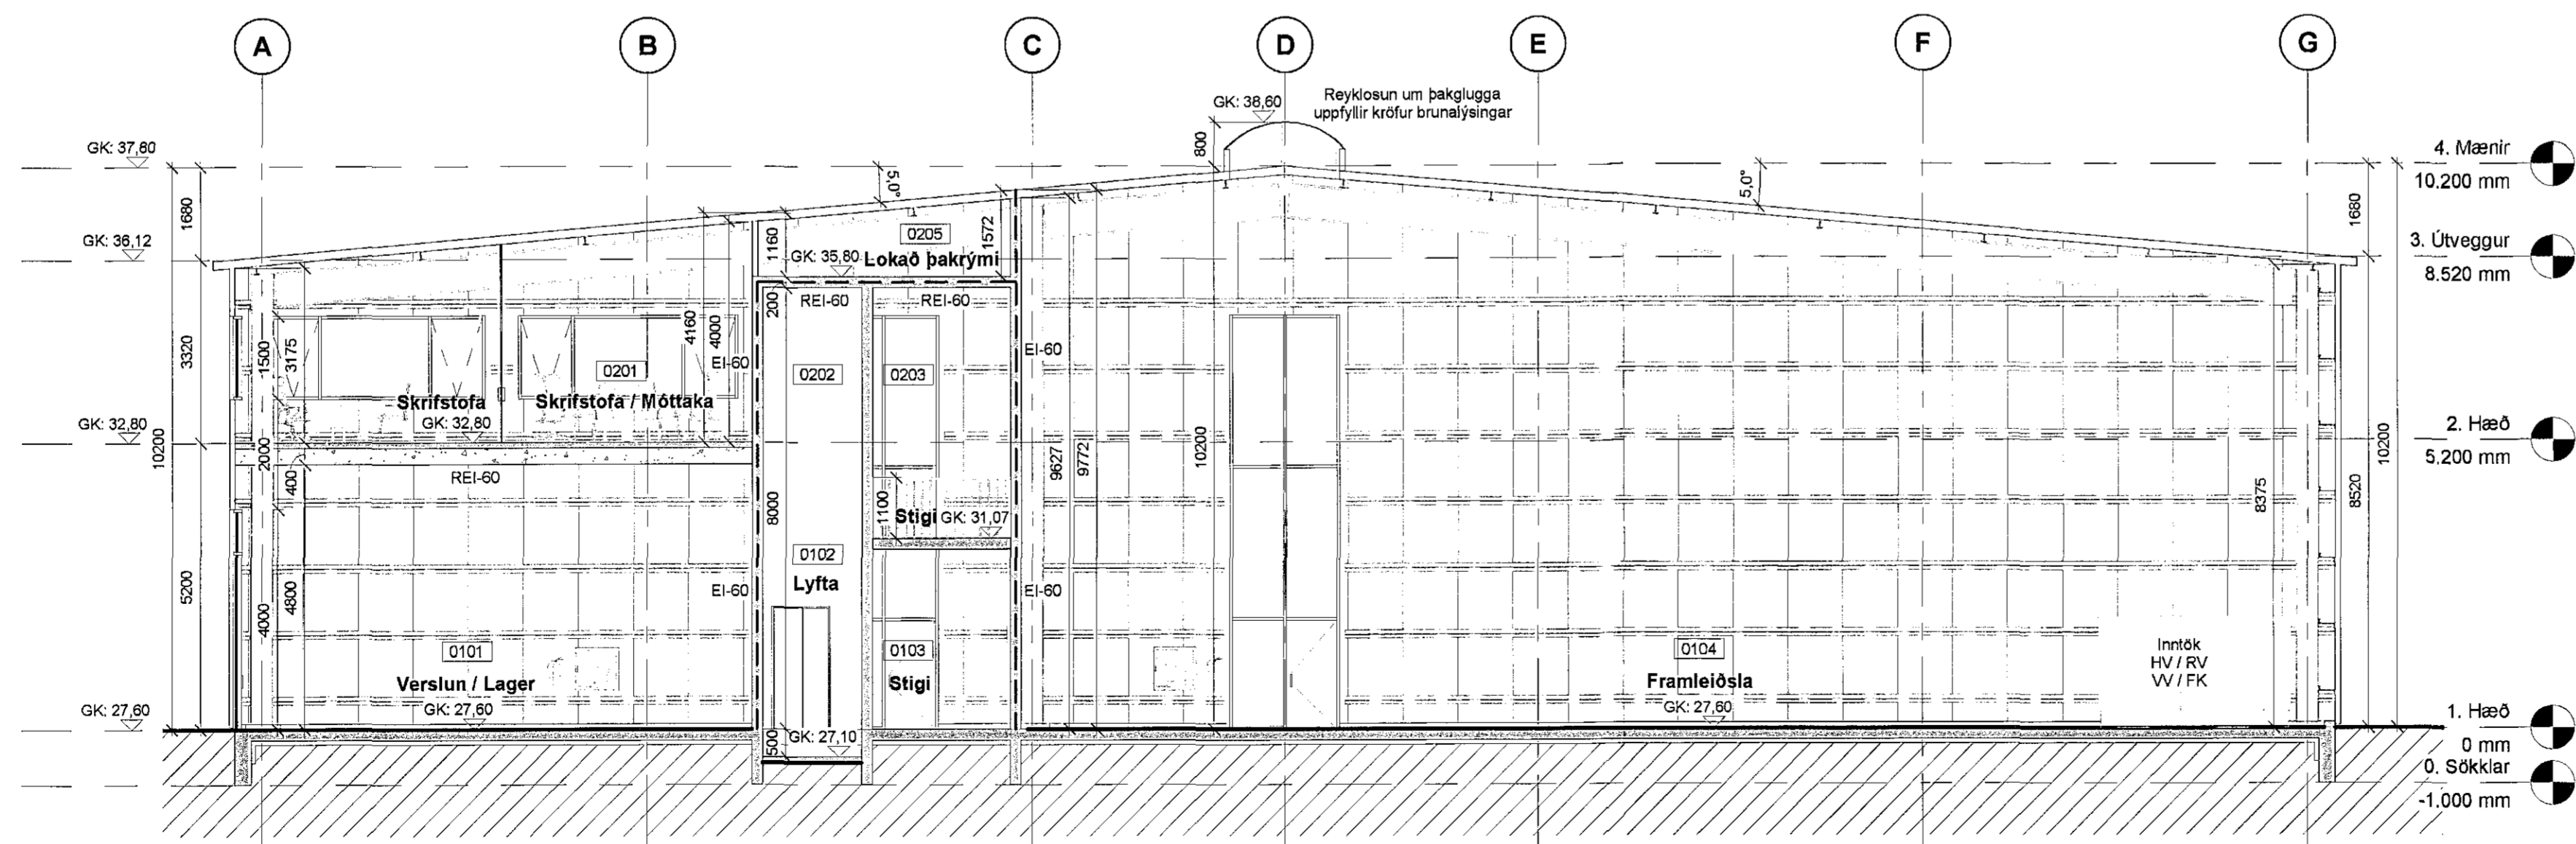 A
B
C
D
E
F
G
GK: 38,60
Reyklosun um þakglugga
uppfyllir kröfur brunalýsingar
800
GK: 37,80
4. Mænir
10.200 mm
5,0°
5,0°
1680
1680
GK: 36,12
3. Útveggur
8.520 mm
0205
1160
1572
GK: 35,80
Lokað þakrými
200
REI-60
REI-60
3320
1500
3175
4160
4000
EI-60
EI-60
0201
0202
0203
Skrifstofa
Skrifstofa / Móttaka
GK: 32,80
GK: 32,80
2. Hæð
5.200 mm
10200
2000
400
REI-60
9627
9772
10200
8375
8520
10200
8000
1100
Stigi
GK: 31,07
0102
Lyfta
5200
4000
4800
EI-60
EI-60
0101
Verslun / Lager
GK: 27,60
GK: 27,60
0103
Stigi
0104
Framleiðsla
GK: 27,60
Inntök
HV / RV
VV / FK
500
GK: 27,10
1. Hæð
0 mm
0. Sökklar
-1.000 mm